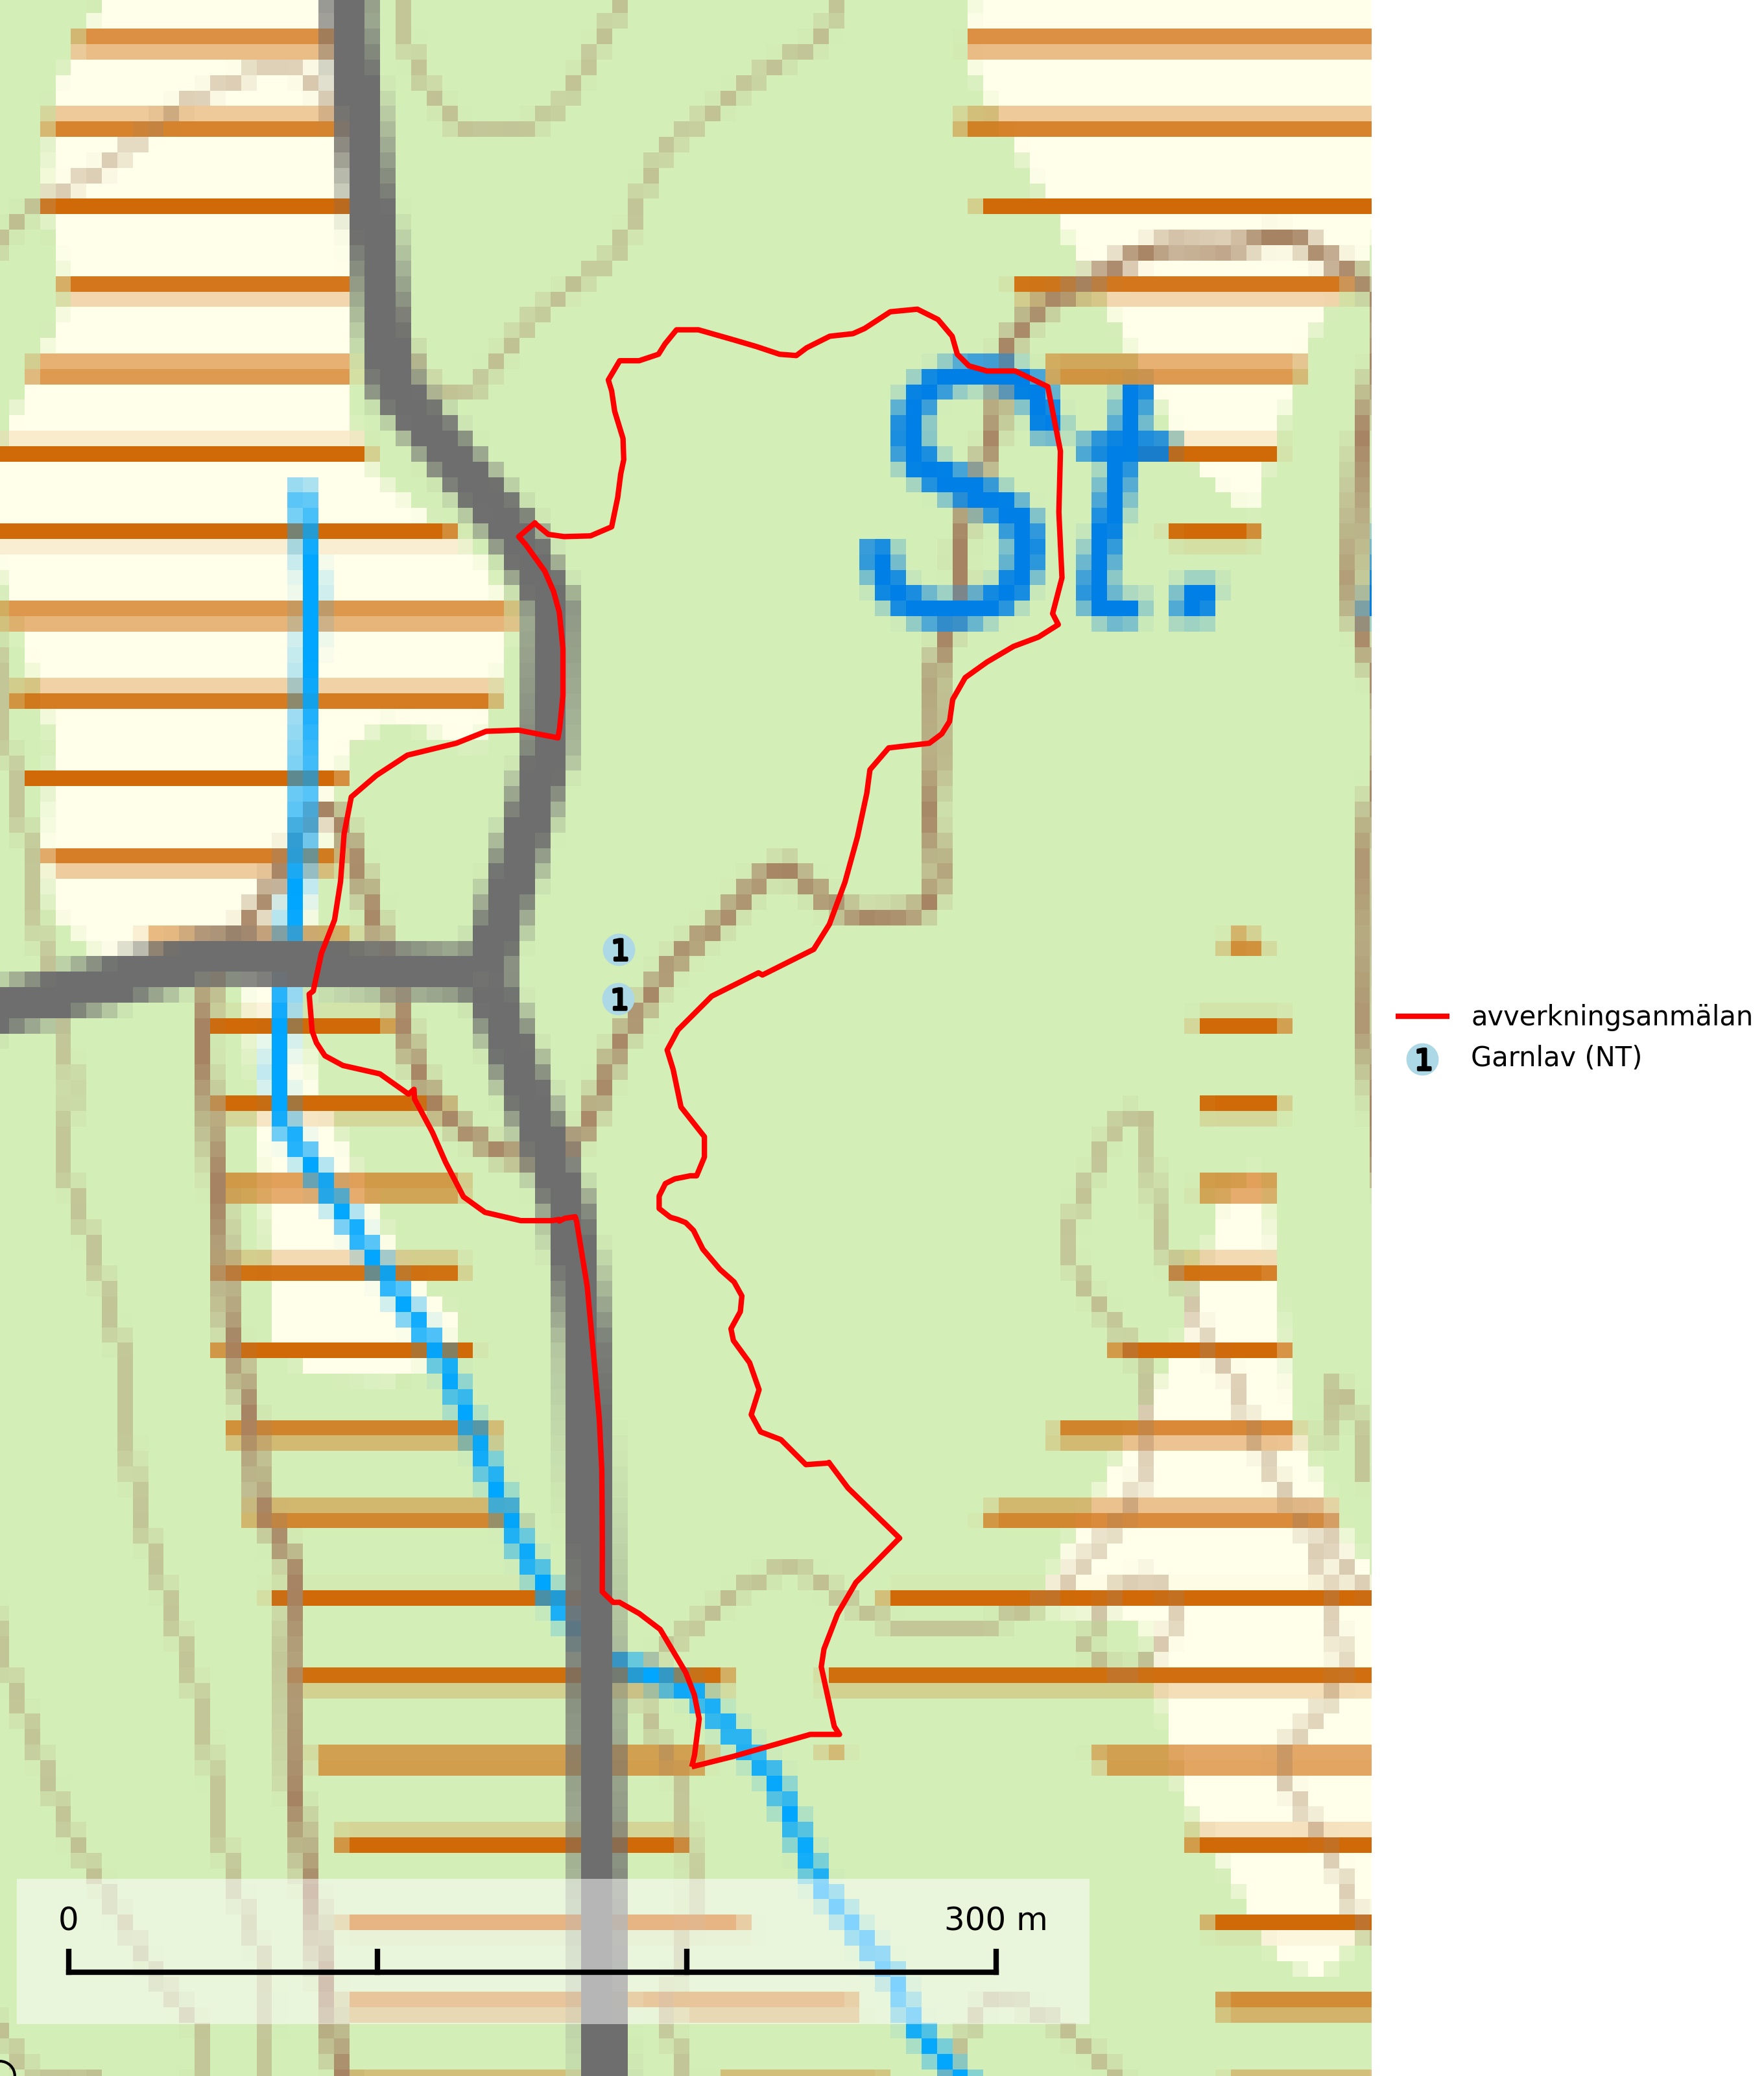 St.
1
1
avverkningsanmälan
1 Garnlav (NT)
0 300 m